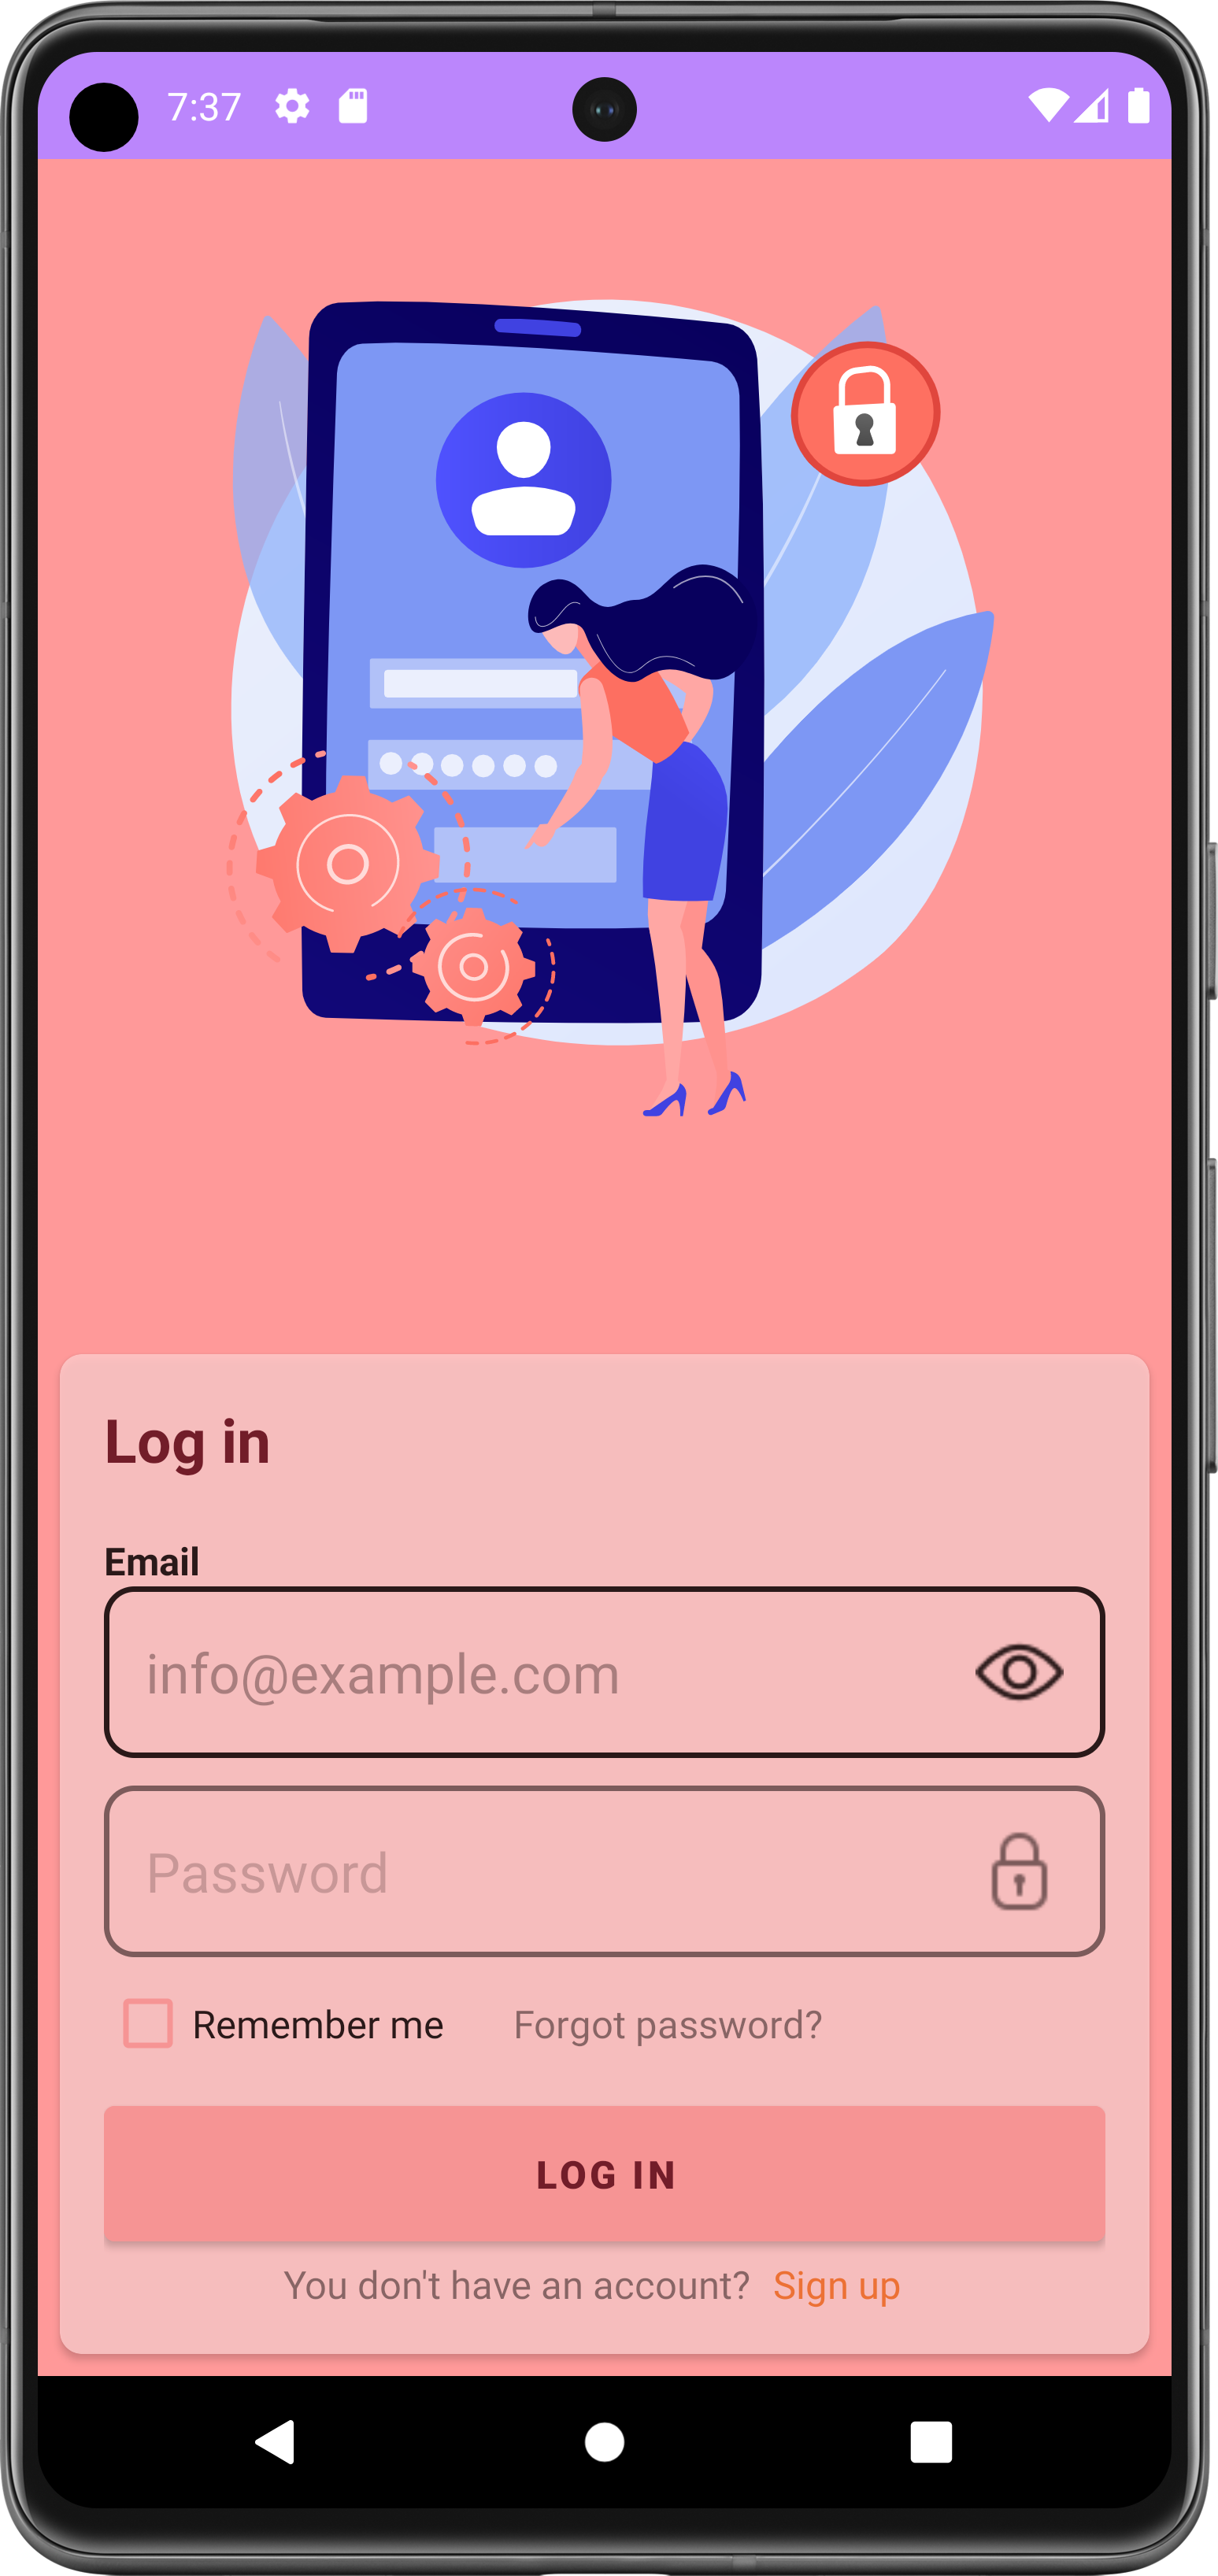 7:37
Log in
Email
info@example.com
Password
Remember me Forgot password?
LOG IN
You don't have an account? Sign up